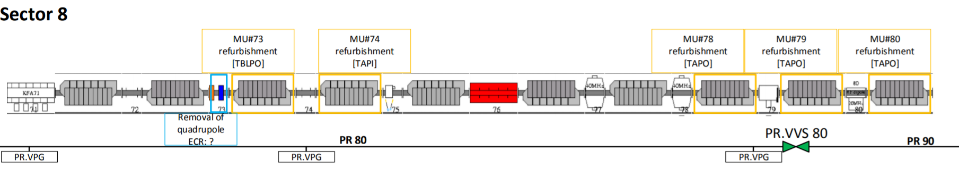 Sector 8
MU#73
refurbishment
[TBLPO]
MU#74
refurbishment
[TAPI]
MU#78
refurbishment
[TAPO]
MU#79
refurbishment
[TAPO]
MU#80
refurbishment
[TAPO]
KFA71
71
72
73
74
75
76
77
78
79
80
Removal of
quadrupole
ECR: ?
PR 80
PR.VVS 80
PR 90
PR.VPG
PR.VPG
PR.VPG